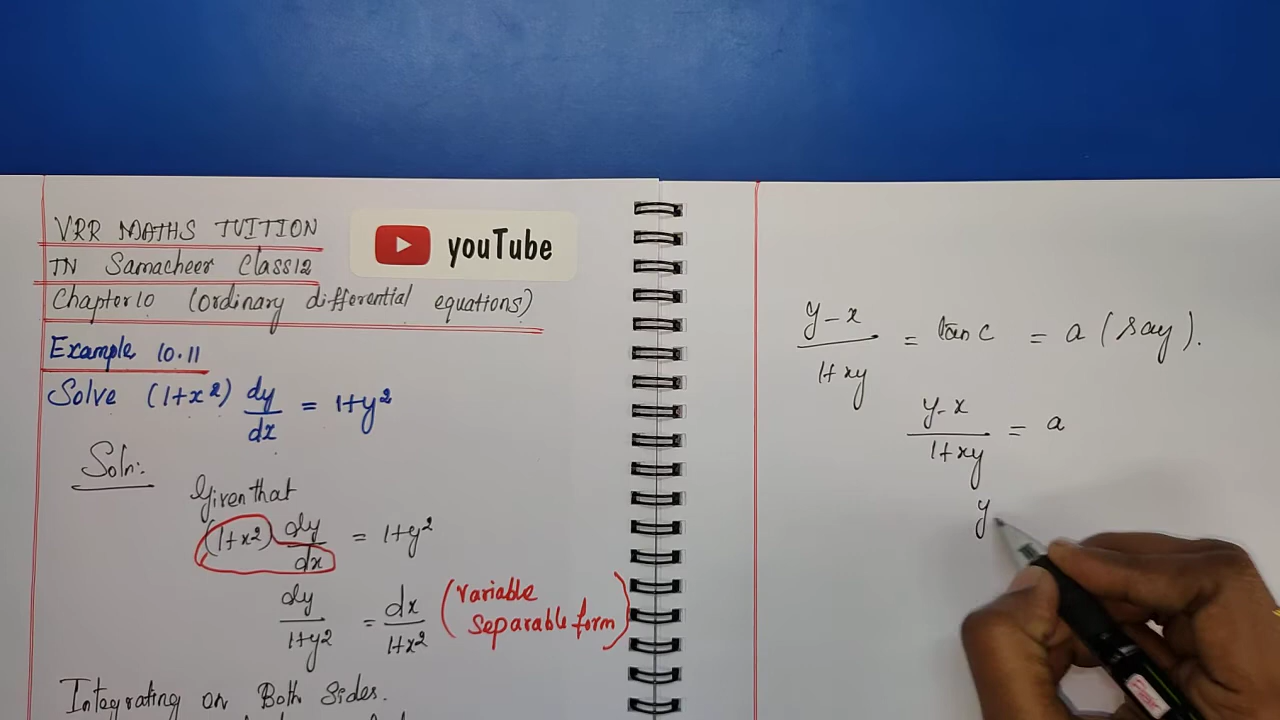 VRR MATHS TUITION
youTube
TN Samacheer Class12
Chapter 10 (ordinary differential equations)
Example 10.11
Solve (1+x²) dy/dx = 1+y²
Soln:-
Given that
(1+x²) dy/dx = 1+y²
dy/1+y² = dx/1+x² (variable separable form)
Integrating on Both Sides.
y-x/1+xy = tan c = a (say).
y-x/1+xy = a
y